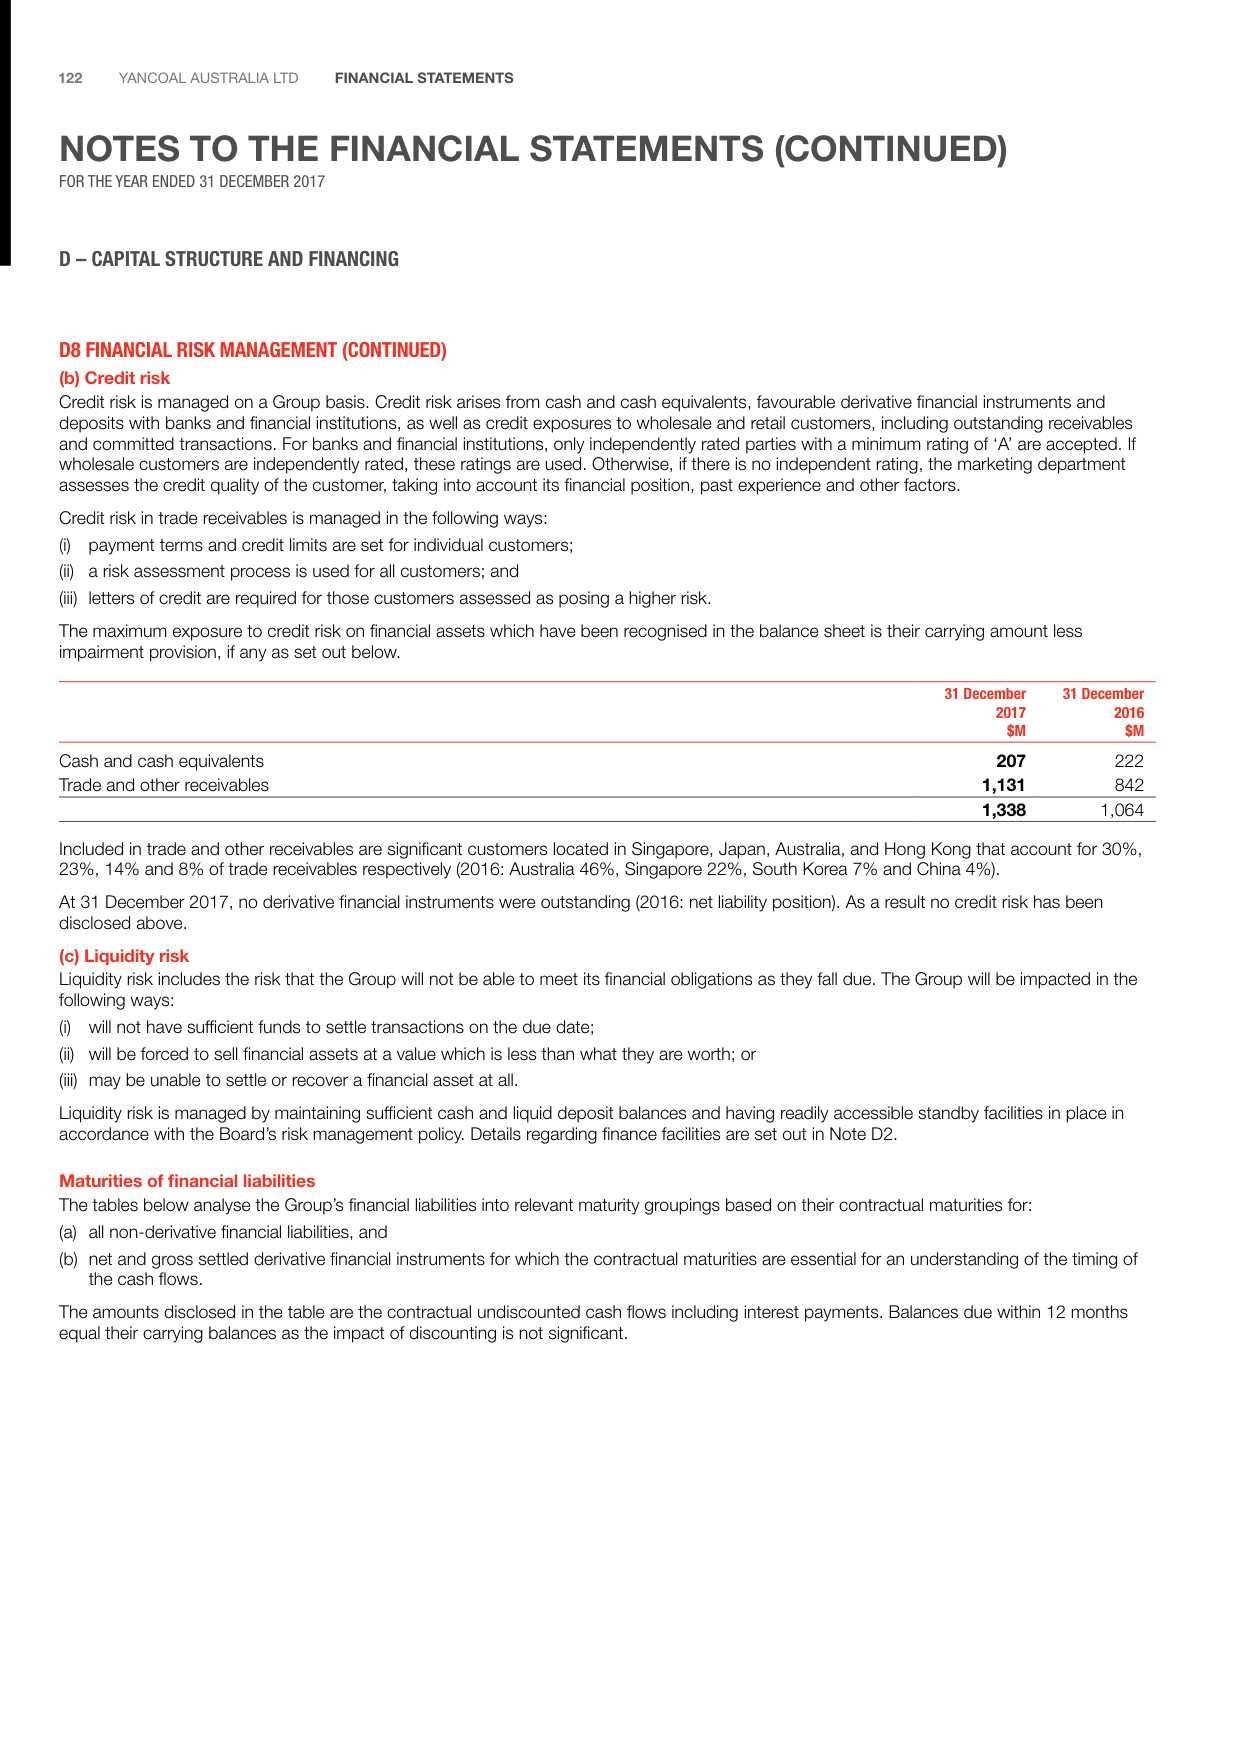 122 YANCOAL AUSTRALIA LTD FINANCIAL STATEMENTS
NOTES TO THE FINANCIAL STATEMENTS (CONTINUED)
FOR THE YEAR ENDED 31 DECEMBER 2017
D – CAPITAL STRUCTURE AND FINANCING
D8 FINANCIAL RISK MANAGEMENT (CONTINUED)
(b) Credit risk
Credit risk is managed on a Group basis. Credit risk arises from cash and cash equivalents, favourable derivative financial instruments and
deposits with banks and financial institutions, as well as credit exposures to wholesale and retail customers, including outstanding receivables
and committed transactions. For banks and financial institutions, only independently rated parties with a minimum rating of ‘A’ are accepted. If
wholesale customers are independently rated, these ratings are used. Otherwise, if there is no independent rating, the marketing department
assesses the credit quality of the customer, taking into account its financial position, past experience and other factors.
Credit risk in trade receivables is managed in the following ways:
(i) payment terms and credit limits are set for individual customers;
(ii) a risk assessment process is used for all customers; and
(iii) letters of credit are required for those customers assessed as posing a higher risk.
The maximum exposure to credit risk on financial assets which have been recognised in the balance sheet is their carrying amount less
impairment provision, if any as set out below.
31 December 31 December
2017 2016
$M $M
Cash and cash equivalents 207 222
Trade and other receivables 1,131 842
1,338 1,064
Included in trade and other receivables are significant customers located in Singapore, Japan, Australia, and Hong Kong that account for 30%,
23%, 14% and 8% of trade receivables respectively (2016: Australia 46%, Singapore 22%, South Korea 7% and China 4%).
At 31 December 2017, no derivative financial instruments were outstanding (2016: net liability position). As a result no credit risk has been
disclosed above.
(c) Liquidity risk
Liquidity risk includes the risk that the Group will not be able to meet its financial obligations as they fall due. The Group will be impacted in the
following ways:
(i) will not have sufficient funds to settle transactions on the due date;
(ii) will be forced to sell financial assets at a value which is less than what they are worth; or
(iii) may be unable to settle or recover a financial asset at all.
Liquidity risk is managed by maintaining sufficient cash and liquid deposit balances and having readily accessible standby facilities in place in
accordance with the Board’s risk management policy. Details regarding finance facilities are set out in Note D2.
Maturities of financial liabilities
The tables below analyse the Group’s financial liabilities into relevant maturity groupings based on their contractual maturities for:
(a) all non-derivative financial liabilities, and
(b) net and gross settled derivative financial instruments for which the contractual maturities are essential for an understanding of the timing of
the cash flows.
The amounts disclosed in the table are the contractual undiscounted cash flows including interest payments. Balances due within 12 months
equal their carrying balances as the impact of discounting is not significant.